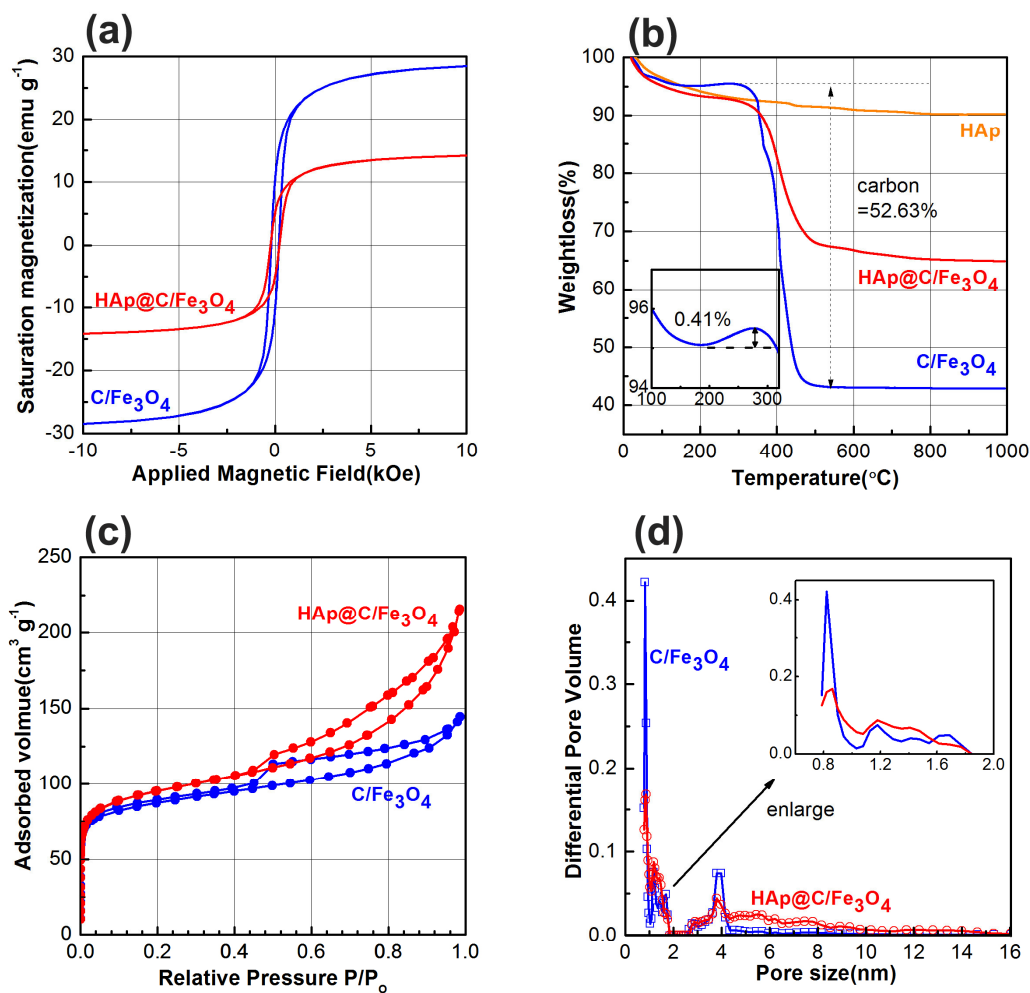 (a)
Saturation magnetization(emu g⁻¹)
30
20
10
0
-10
-20
-30
HAp@C/Fe₃O₄
C/Fe₃O₄
-10 -5 0 5 10
Applied Magnetic Field(kOe)
(b)
Weightloss(%)
100
90
80
70
63
53
43
HAp
carbon
=52.63%
HAp@C/Fe₃O₄
C/Fe₃O₄
96
0.41%
94
100 200 300
0 200 400 600 800 1000
Temperature(°C)
(c)
Adsorbed volmue(cm³ g⁻¹)
250
200
150
100
50
0
HAp@C/Fe₃O₄
C/Fe₃O₄
0.0 0.2 0.4 0.6 0.8 1.0
Relative Pressure P/Pₒ
(d)
Differential Pore Volume
0.4
0.3
0.2
0.1
0.0
C/Fe₃O₄
0.4
0.2
0.0
0.8 1.2 1.6 2.0
enlarge
HAp@C/Fe₃O₄
0 2 4 6 8 10 12 14 16
Pore size(nm)